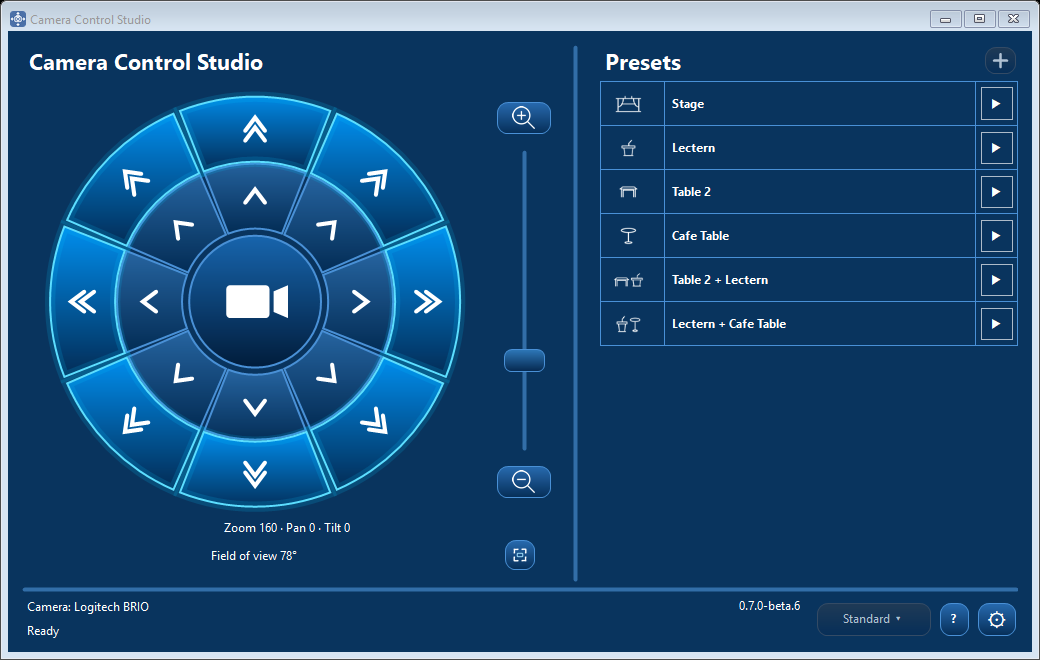 Camera Control Studio
Camera Control Studio
Presets
Stage
Lectern
Table 2
Cafe Table
Table 2 + Lectern
Lectern + Cafe Table
Zoom 160 · Pan 0 · Tilt 0
Field of view 78°
Camera: Logitech BRIO
Ready
0.7.0-beta.6
Standard
?